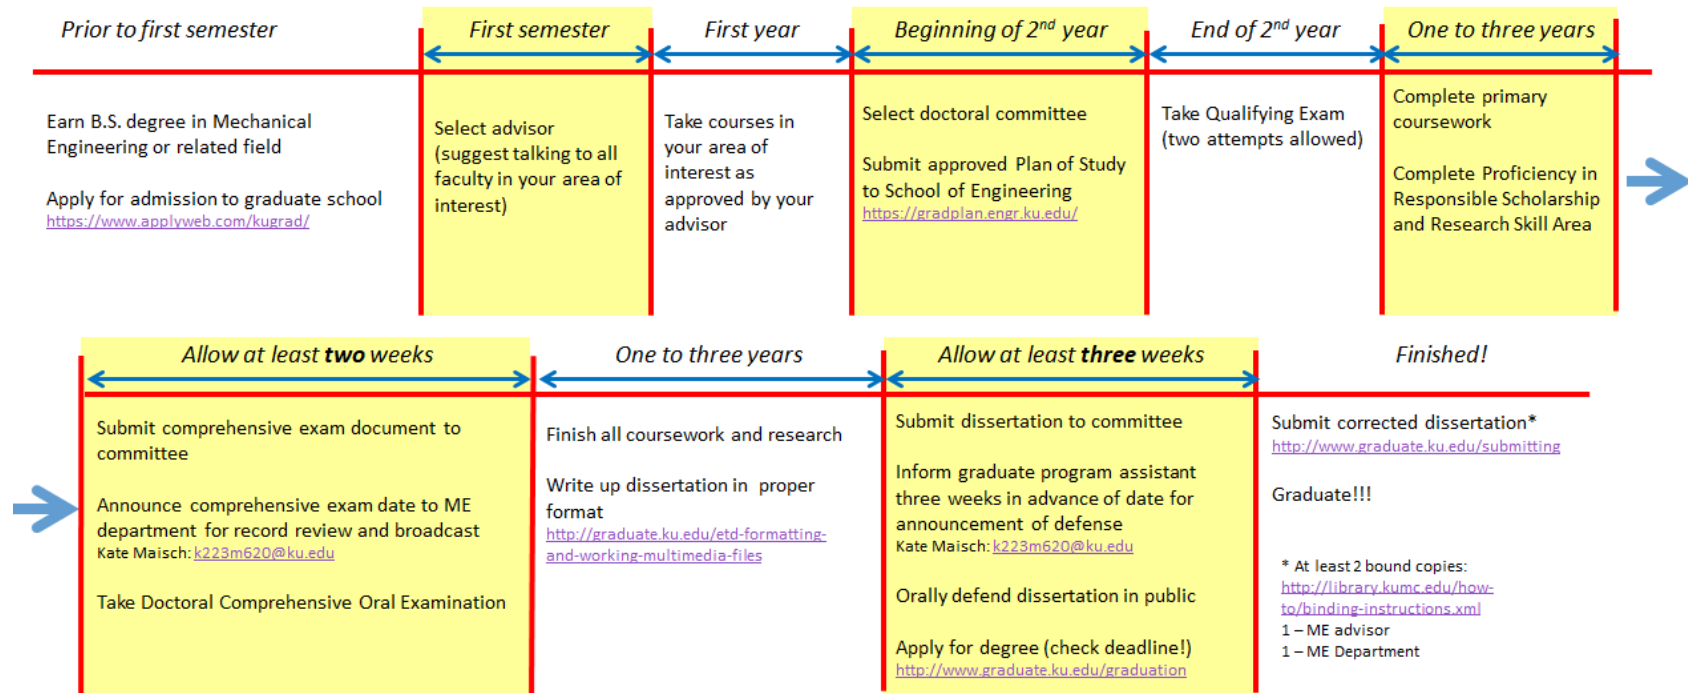 Prior to first semester
First semester
First year
Beginning of 2nd year
End of 2nd year
One to three years
Earn B.S. degree in Mechanical
Engineering or related field
Apply for admission to graduate school
https://www.applyweb.com/kugrad/
Select advisor
(suggest talking to all
faculty in your area of
interest)
Take courses in
your area of
interest as
approved by your
advisor
Select doctoral committee
Submit approved Plan of Study
to School of Engineering
https://gradplan.engr.ku.edu/
Take Qualifying Exam
(two attempts allowed)
Complete primary
coursework
Complete Proficiency in
Responsible Scholarship
and Research Skill Area
Allow at least two weeks
One to three years
Allow at least three weeks
Finished!
Submit comprehensive exam document to
committee
Announce comprehensive exam date to ME
department for record review and broadcast
Kate Maisch: k223m620@ku.edu
Take Doctoral Comprehensive Oral Examination
Finish all coursework and research
Write up dissertation in proper
format
http://graduate.ku.edu/etd-formatting-
and-working-multimedia-files
Submit dissertation to committee
Inform graduate program assistant
three weeks in advance of date for
announcement of defense
Kate Maisch: k223m620@ku.edu
Orally defend dissertation in public
Apply for degree (check deadline!)
http://www.graduate.ku.edu/graduation
Submit corrected dissertation*
http://www.graduate.ku.edu/submitting
Graduate!!!
* At least 2 bound copies:
http://library.kumc.edu/how-
to/binding-instructions.xml
1 – ME advisor
1 – ME Department